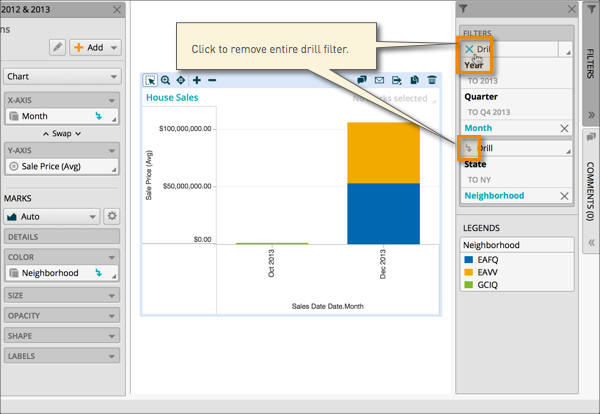 2012 & 2013
ns
Add
Chart
X-AXIS
Month
Swap
Y-AXIS
Sale Price (Avg)
MARKS
Auto
DETAILS
COLOR
Neighborhood
SIZE
OPACITY
SHAPE
LABELS
Click to remove entire drill filter.
House Sales
No marks selected
$100,000,000.00
$50,000,000.00
$0.00
Sale Price (Avg)
Oct 2013
Dec 2013
Sales Date Date.Month
FILTERS
Drill
Year
TO 2013
Quarter
TO Q4 2013
Month
Drill
State
TO NY
Neighborhood
LEGENDS
Neighborhood
EAFQ
EAVV
GCIQ
FILTERS
COMMENTS (0)